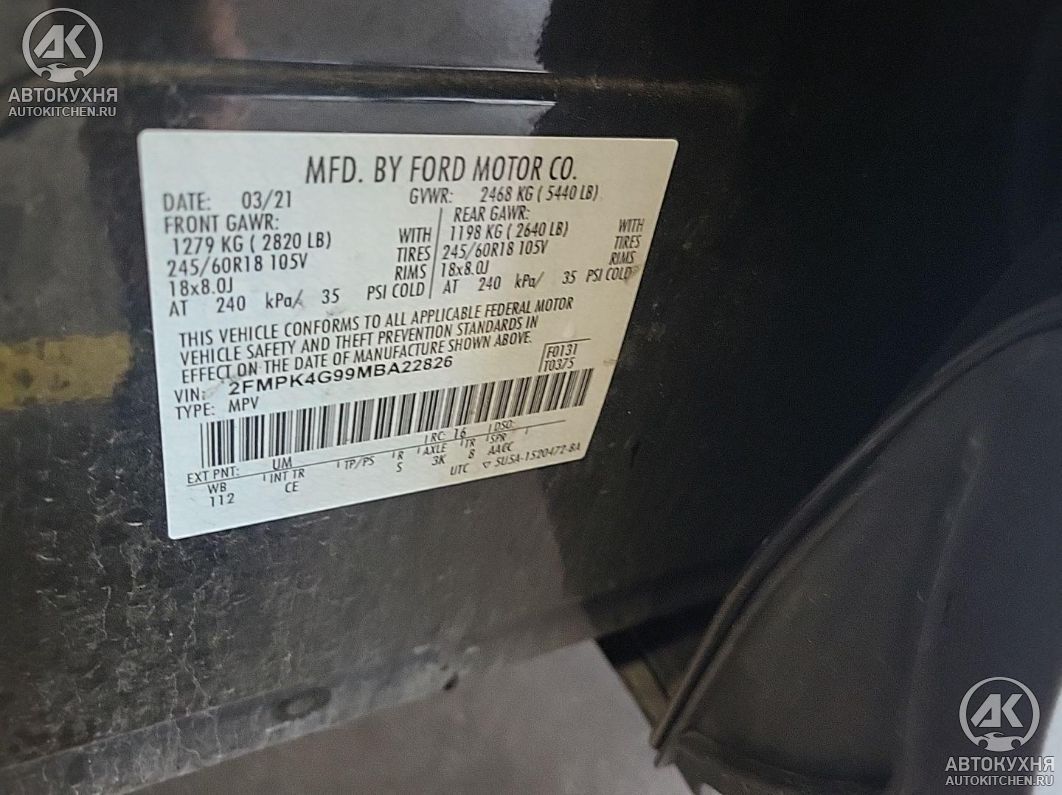 АК
АВТОКУХНЯ
AUTOKITCHEN.RU
MFD. BY FORD MOTOR CO.
DATE: 03/21 GVWR: 2468 KG ( 5440 LB)
FRONT GAWR: REAR GAWR:
1279 KG ( 2820 LB) WITH 1198 KG ( 2640 LB) WITH
245/60R18 105V TIRES 245/60R18 105V TIRES
18x8.0J RIMS 18x8.0J RIMS
AT 240 kPa/ 35 PSI COLD AT 240 kPa/ 35 PSI COLD
THIS VEHICLE CONFORMS TO ALL APPLICABLE FEDERAL MOTOR
VEHICLE SAFETY AND THEFT PREVENTION STANDARDS IN
EFFECT ON THE DATE OF MANUFACTURE SHOWN ABOVE.
F0131
T0375
VIN: 2FMPK4G99MBA22826
TYPE: MPV
EXT PNT: UM RC: 16 DSO:
WB INT TR TP/PS R AXLE TR SPR
112 CE S 3K 8 AACC
UTC ▽ 5U5A-1520472-BA
АК
АВТОКУХНЯ
AUTOKITCHEN.RU